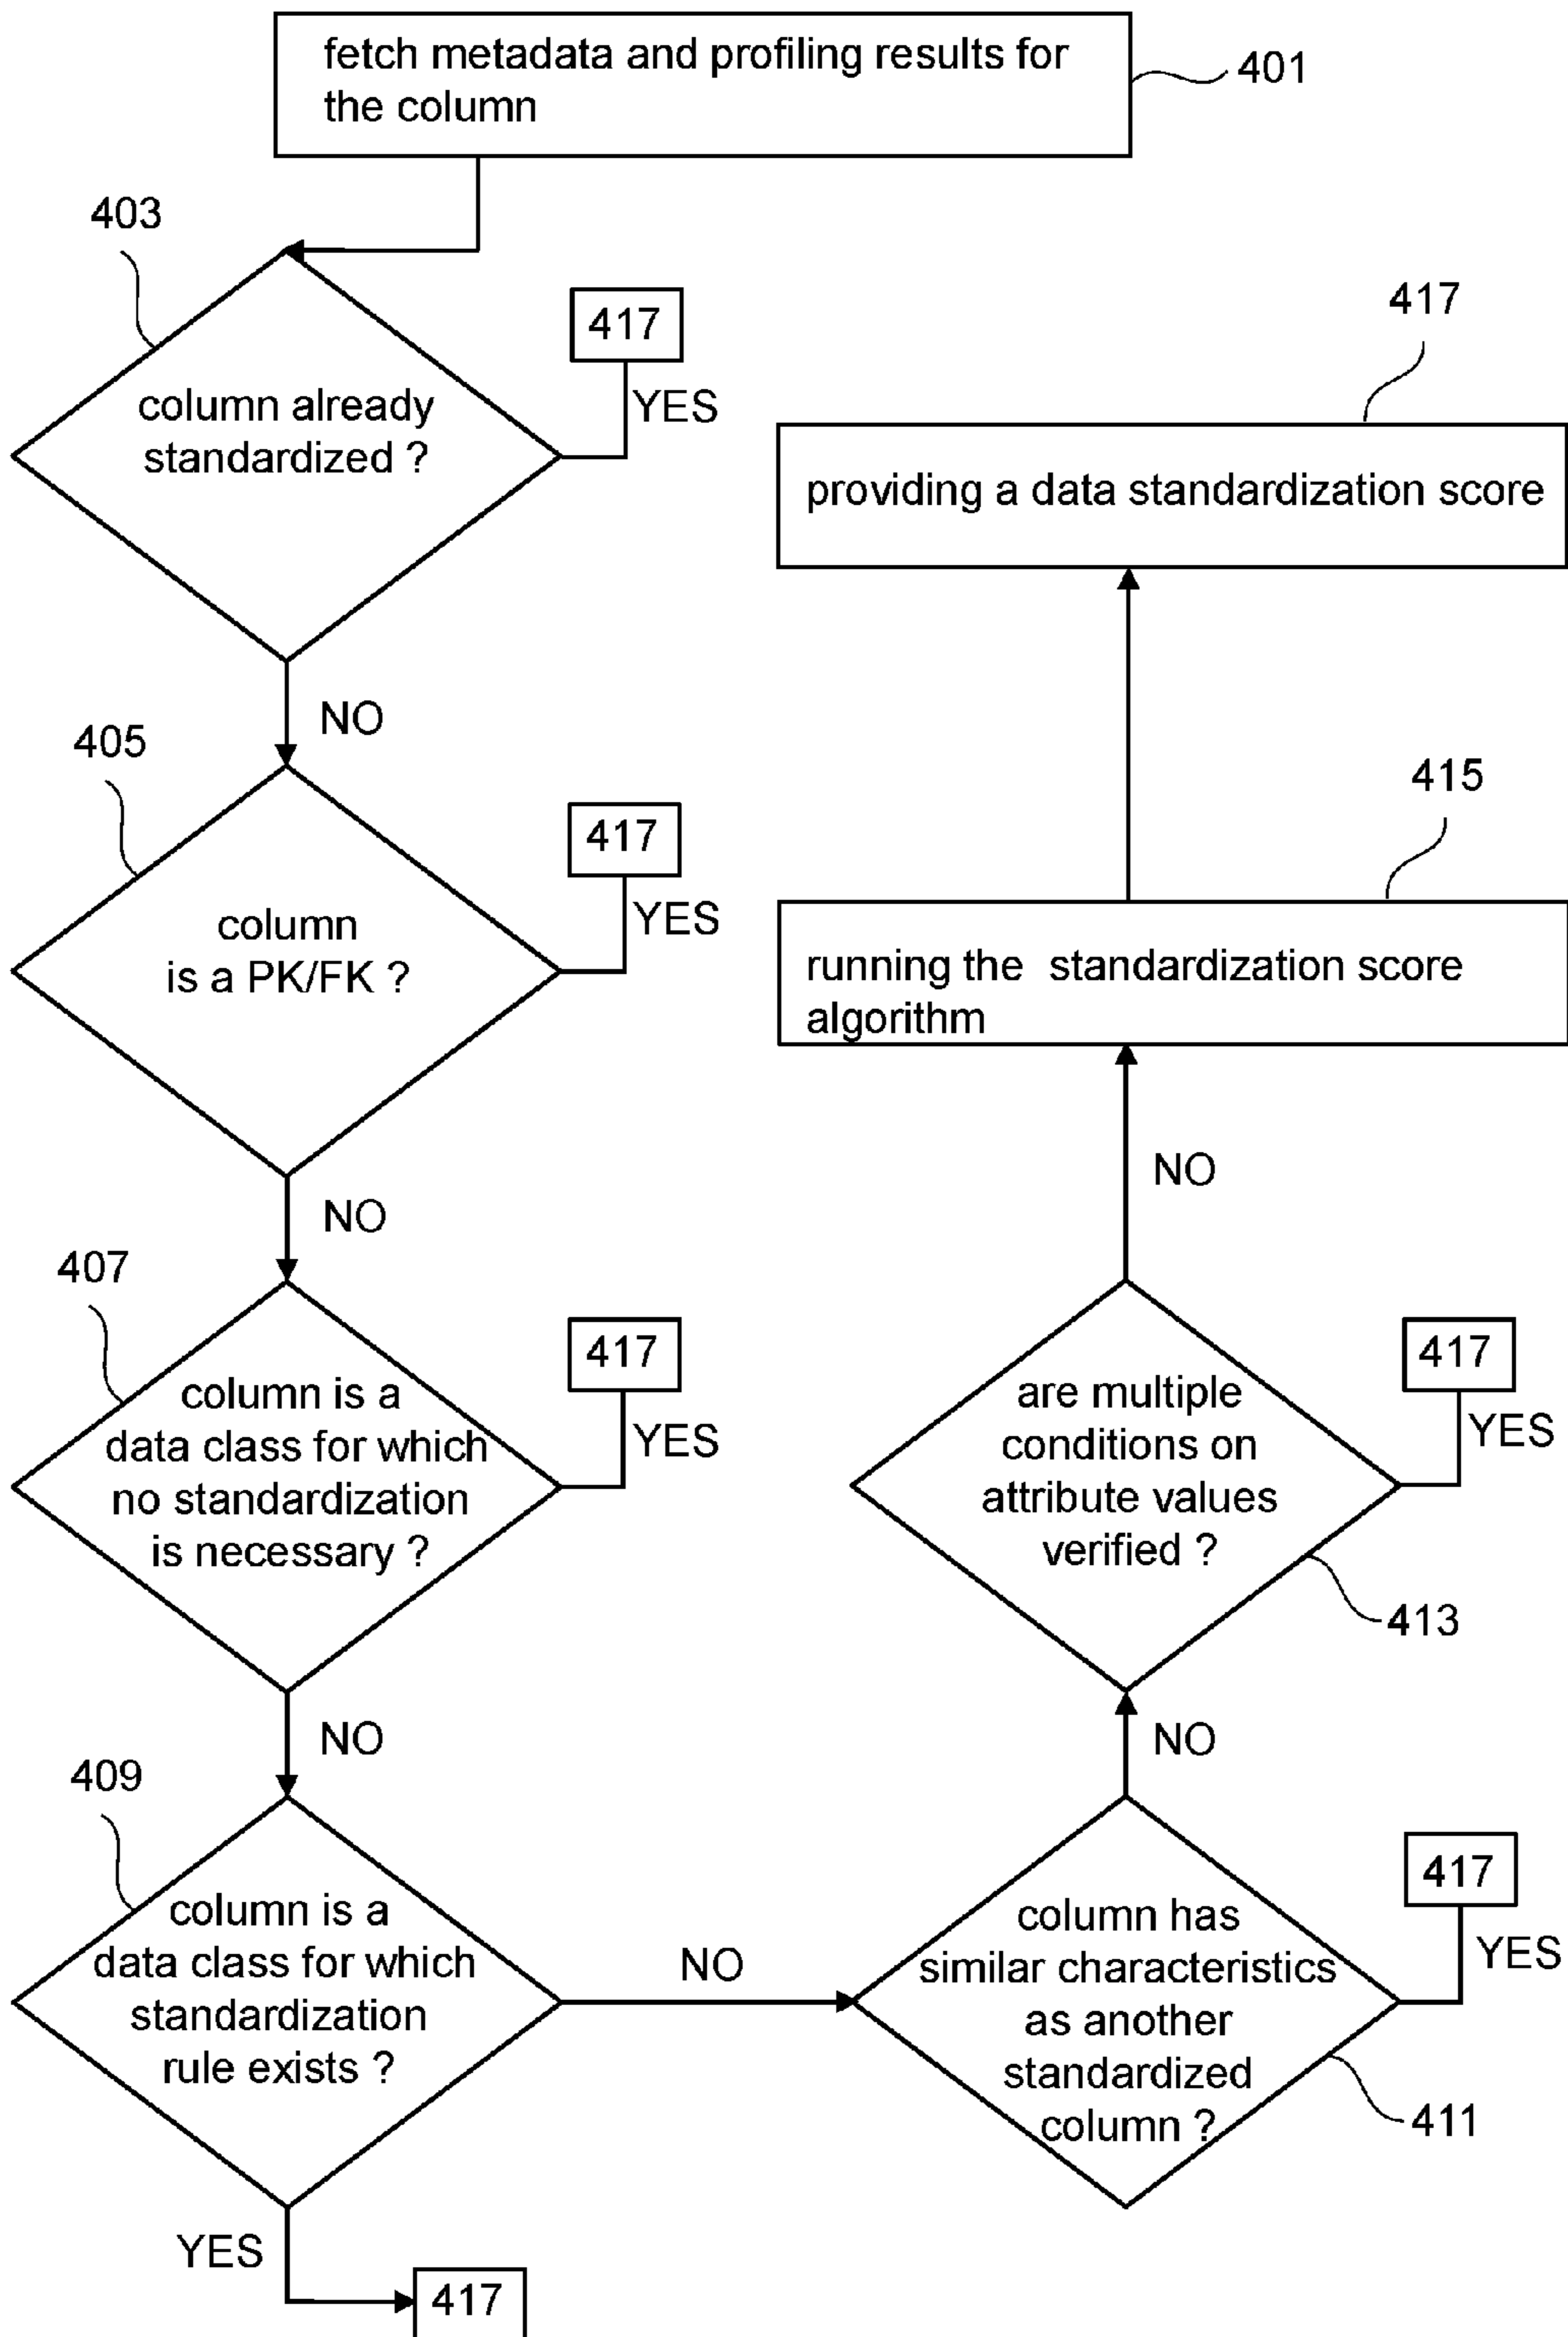 fetch metadata and profiling results for
the column
401
403
417
YES
column already
standardized ?
NO
417
providing a data standardization score
405
417
YES
column
is a PK/FK ?
NO
415
running the standardization score
algorithm
NO
407
417
YES
column is a
data class for which
no standardization
is necessary ?
NO
417
YES
are multiple
conditions on
attribute values
verified ?
413
NO
409
column is a
data class for which
standardization
rule exists ?
NO
YES
417
417
YES
column has
similar characteristics
as another
standardized
column ?
411